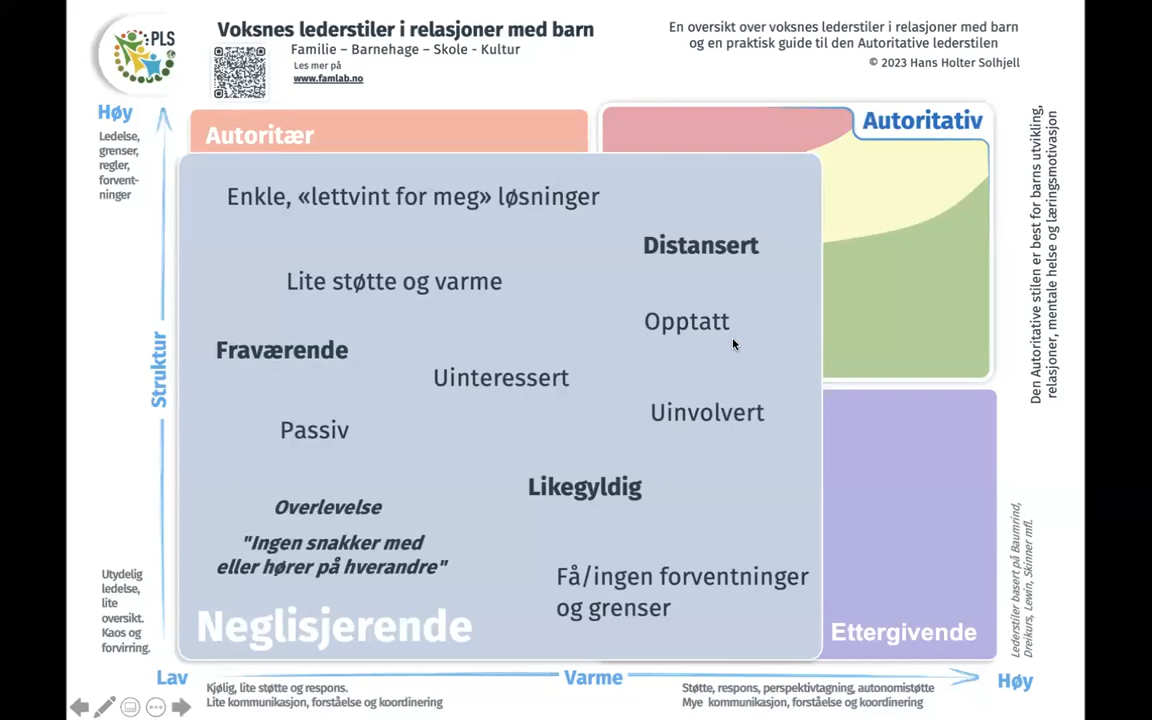 PLS
Voksnes lederstiler i relasjoner med barn
Familie – Barnehage – Skole - Kultur
Les mer på
www.famlab.no
En oversikt over voksnes lederstiler i relasjoner med barn
og en praktisk guide til den Autoritative lederstilen
© 2023 Hans Holter Solhjell
Høy
Ledelse,
grenser,
regler,
forvent-
ninger
Struktur
Utydelig
ledelse,
lite
oversikt.
Kaos og
forvirring.
Autoritær
Autoritativ
Enkle, «lettvint for meg» løsninger
Distansert
Lite støtte og varme
Opptatt
Fraværende
Uinteressert
Uinvolvert
Passiv
Likegyldig
Overlevelse
"Ingen snakker med
eller hører på hverandre"
Få/ingen forventninger
og grenser
Neglisjerende
Ettergivende
Den Autoritative stilen er best for barns utvikling,
relasjoner, mentale helse og læringsmotivasjon
Lederstiler basert på Baumrind,
Dreikurs, Lewin, Skinner mfl.
Lav
Varme
Høy
Kjølig, lite støtte og respons.
Lite kommunikasjon, forståelse og koordinering
Støtte, respons, perspektivtagning, autonomistøtte
Mye kommunikasjon, forståelse og koordinering